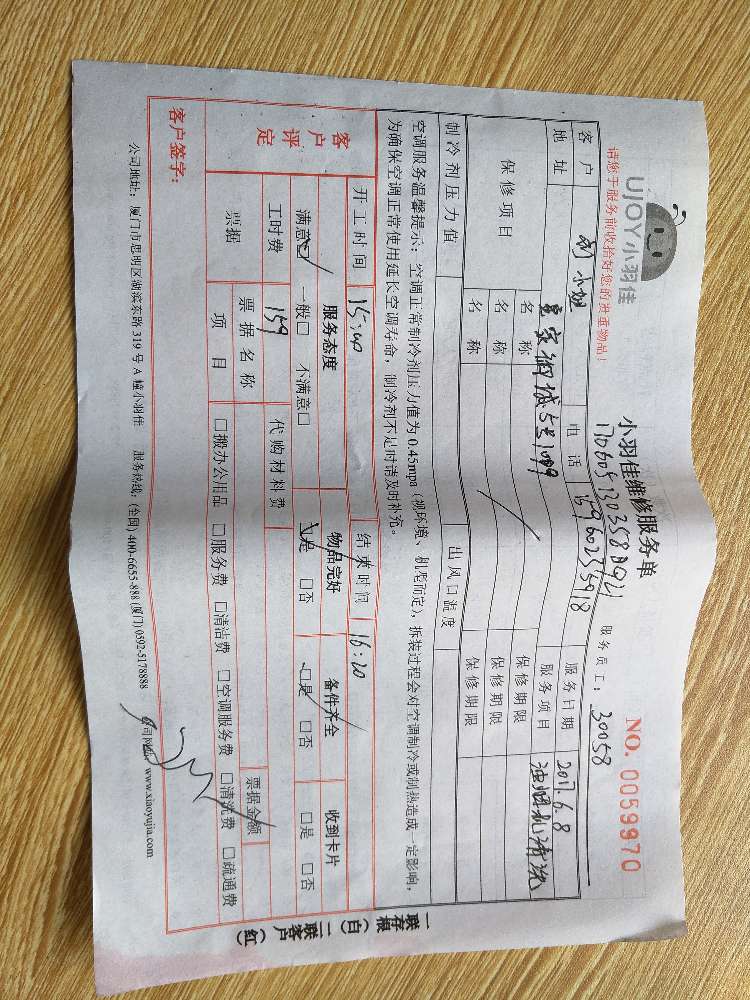 UJOY小羽佳
请您于服务前收拾好您的贵重物品!
小羽佳维修服务单
NO. 0059970
服务员工: 30058
客户 刘小姐 电话 15960235918 服务日期 2017.6.8
地址 服务项目 油烟机清洗
保修项目 名称 保修期限
名称 保修期限
名称 保修期限
制冷剂压力值 出风口温度
空调服务温馨提示: 空调正常制冷剂压力值为0.45mpa (视环境、机型而定), 拆装过程会对空调制冷或制热造成一定影响,
为确保空调正常使用延长空调寿命, 制冷剂不足时请及时补充。
开工时间 15:40 结束时间 16:20
客户评定 服务态度 物品完好 备件齐全 收到卡片
满意□ 一般□ 不满意□ □是 □否 □是 □否 □是 □否
工时费 159 代购材料费
票据 票据名称 票据金额
项目 □搬办公用品 □服务费 □清洁费 □空调服务费 □清洗费 □疏通费
客户签字:
公司地址: 厦门市思明区湖滨东路319号A幢小羽佳 服务热线: (全国) 400-6655-888 (厦门) 0592-5178888 公司网址: www.xiaoyujia.com
一联存根(白) 二联客户(红)